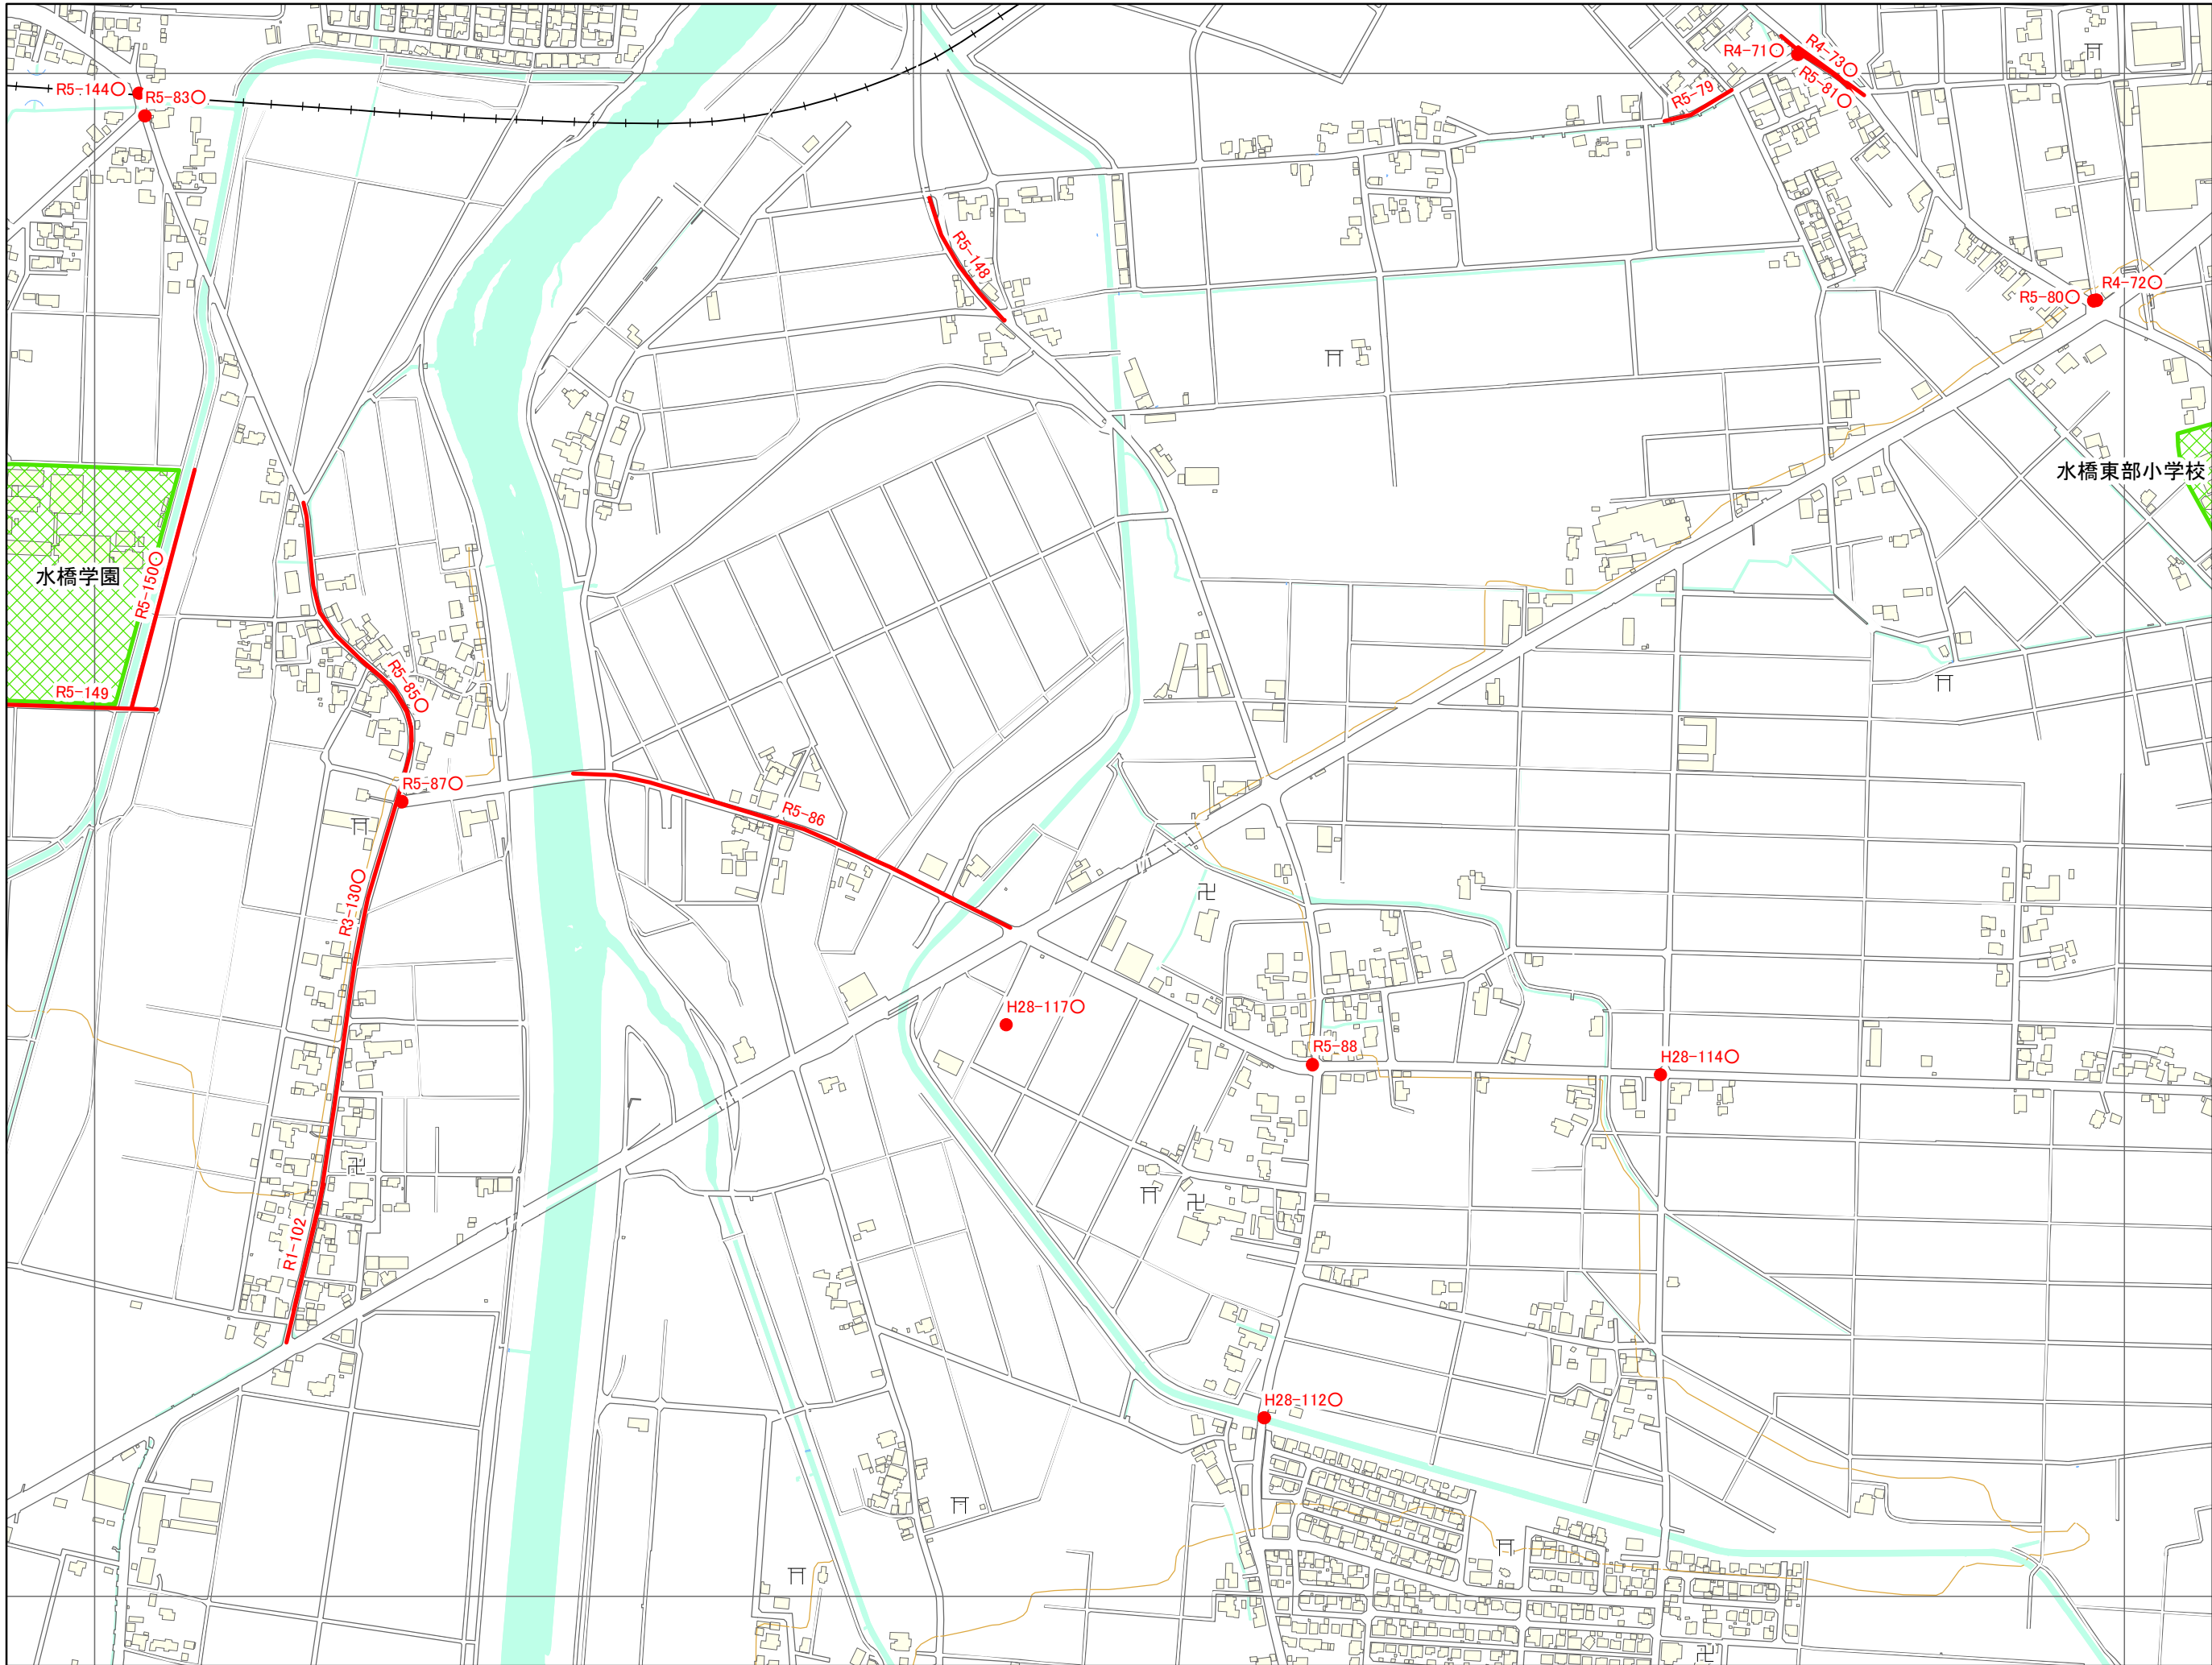 R4-71○
R4-73○
R5-81○
R5-79
R5-144○
R5-83○
R5-148
R4-72○
R5-80○
水橋東部小学校
水橋学園
R5-150○
R5-149
R5-85○
R5-87○
R5-86
R3-130○
H28-117○
R5-88
H28-114○
R1-102
H28-112○